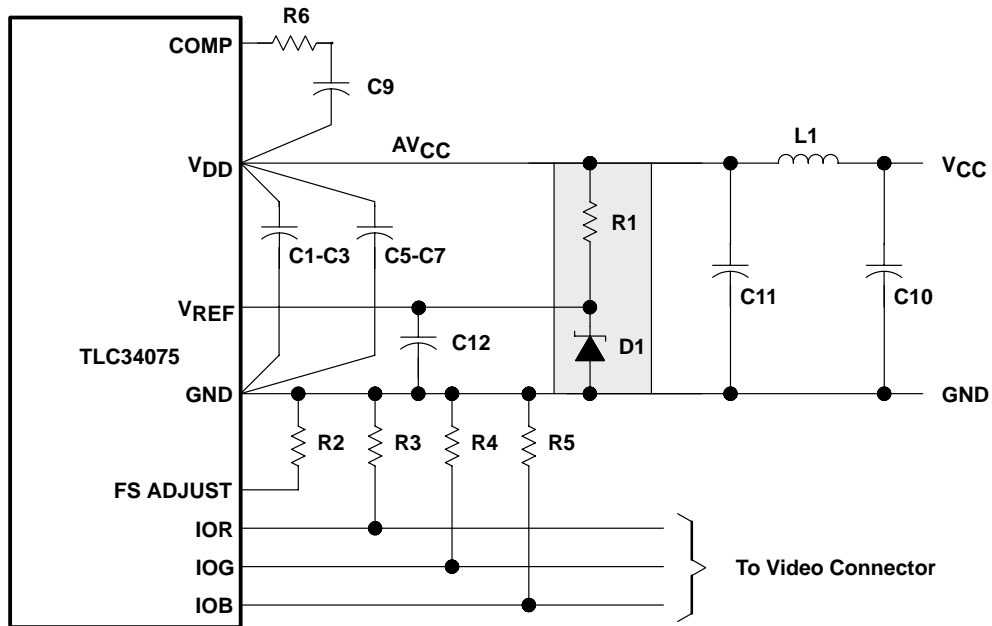 R6
COMP
C9
L1
AVCC
VDD
VCC
R1
C1-C3
C5-C7
C11
C10
VREF
C12
D1
TLC34075
GND
GND
R2
R3
R4
R5
FS ADJUST
IOR
IOG
To Video Connector
IOB